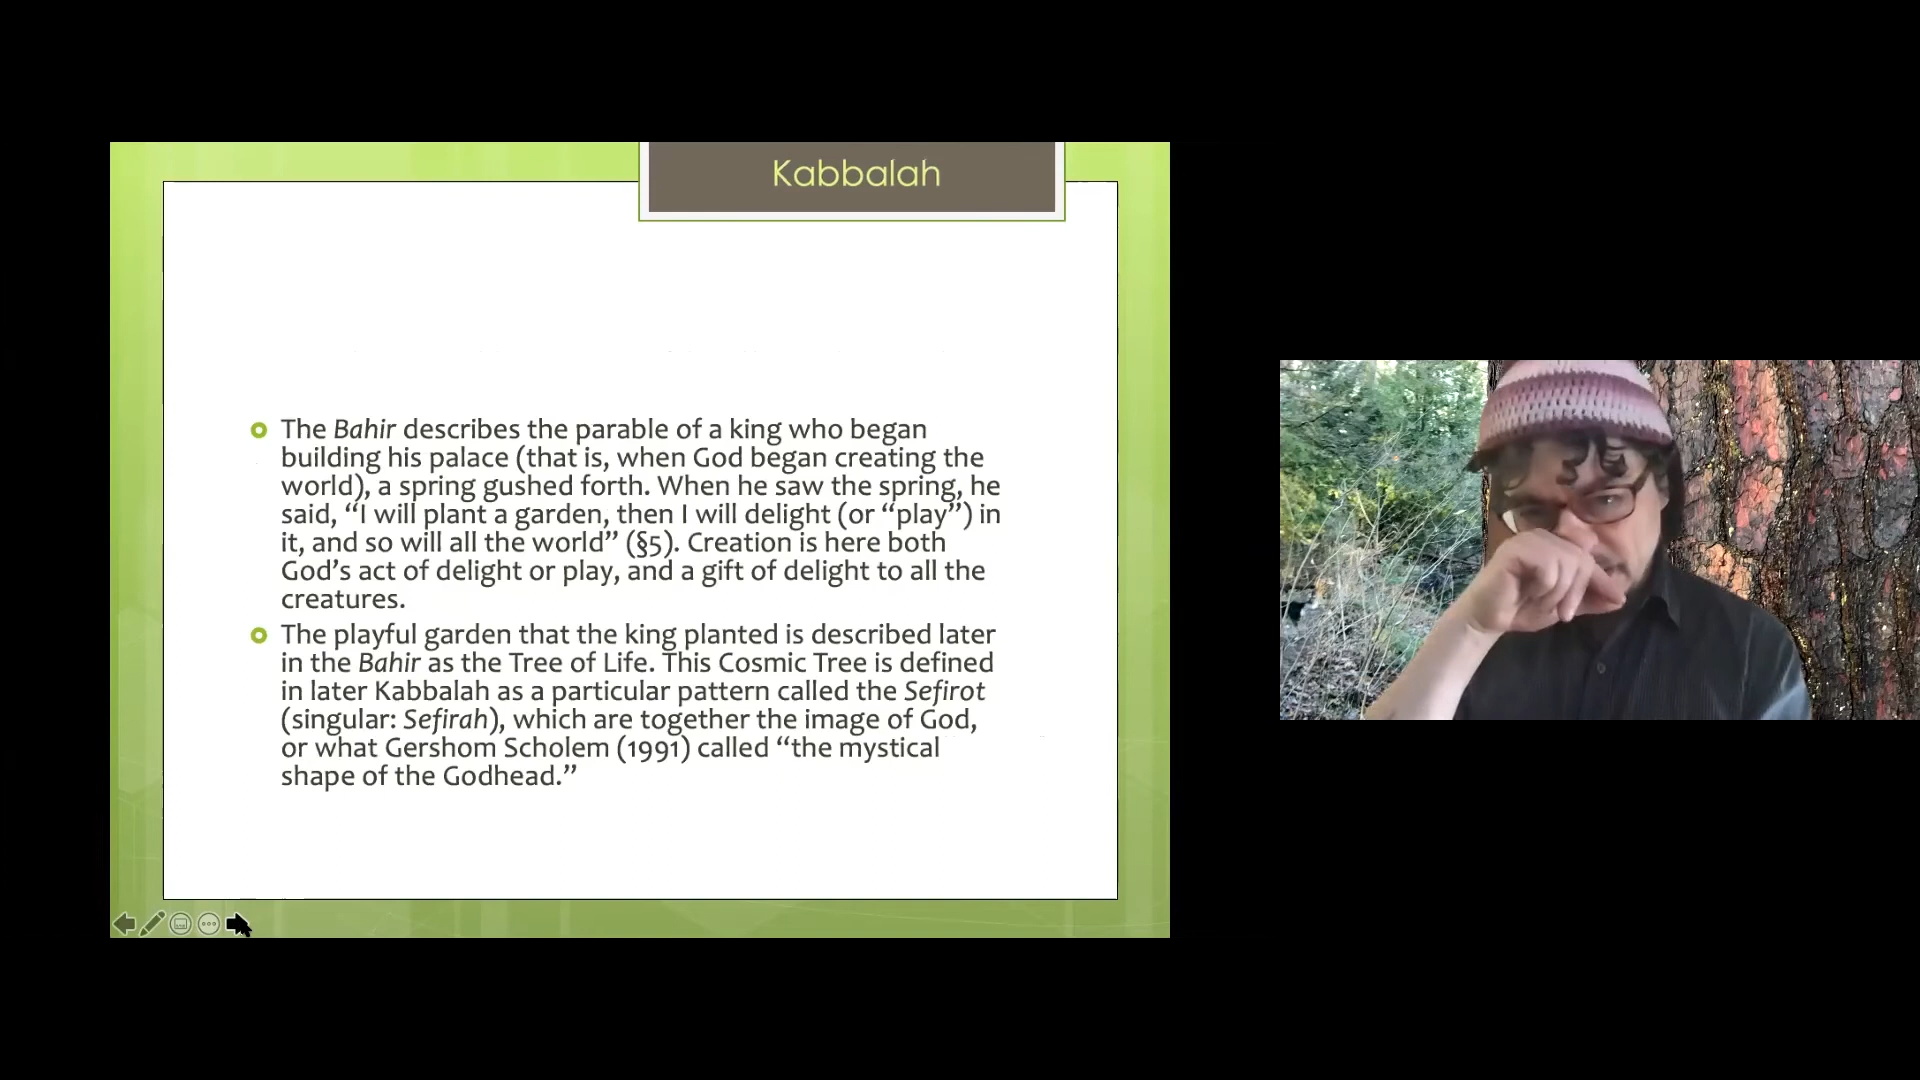 Kabbalah
The Bahir describes the parable of a king who began
building his palace (that is, when God began creating the
world), a spring gushed forth. When he saw the spring, he
said, “I will plant a garden, then I will delight (or “play”) in
it, and so will all the world” (§5). Creation is here both
God’s act of delight or play, and a gift of delight to all the
creatures.
The playful garden that the king planted is described later
in the Bahir as the Tree of Life. This Cosmic Tree is defined
in later Kabbalah as a particular pattern called the Sefirot
(singular: Sefirah), which are together the image of God,
or what Gershom Scholem (1991) called “the mystical
shape of the Godhead.”